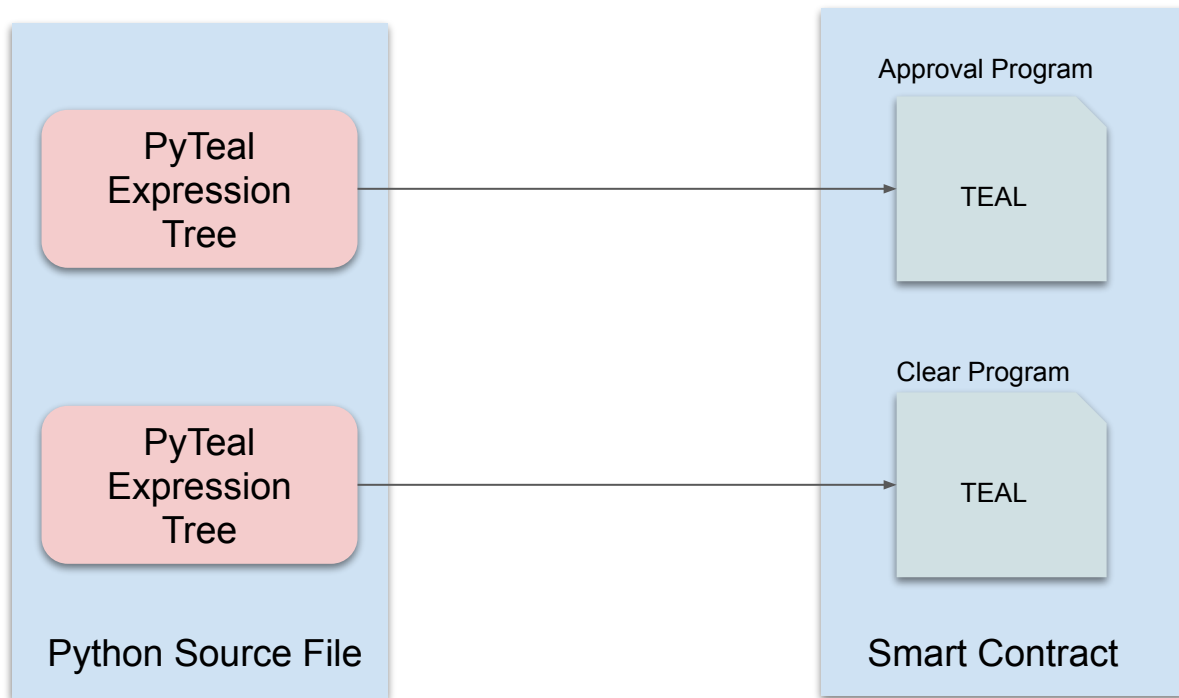 PyTeal
Expression
Tree
PyTeal
Expression
Tree
Python Source File
Approval Program
TEAL
Clear Program
TEAL
Smart Contract